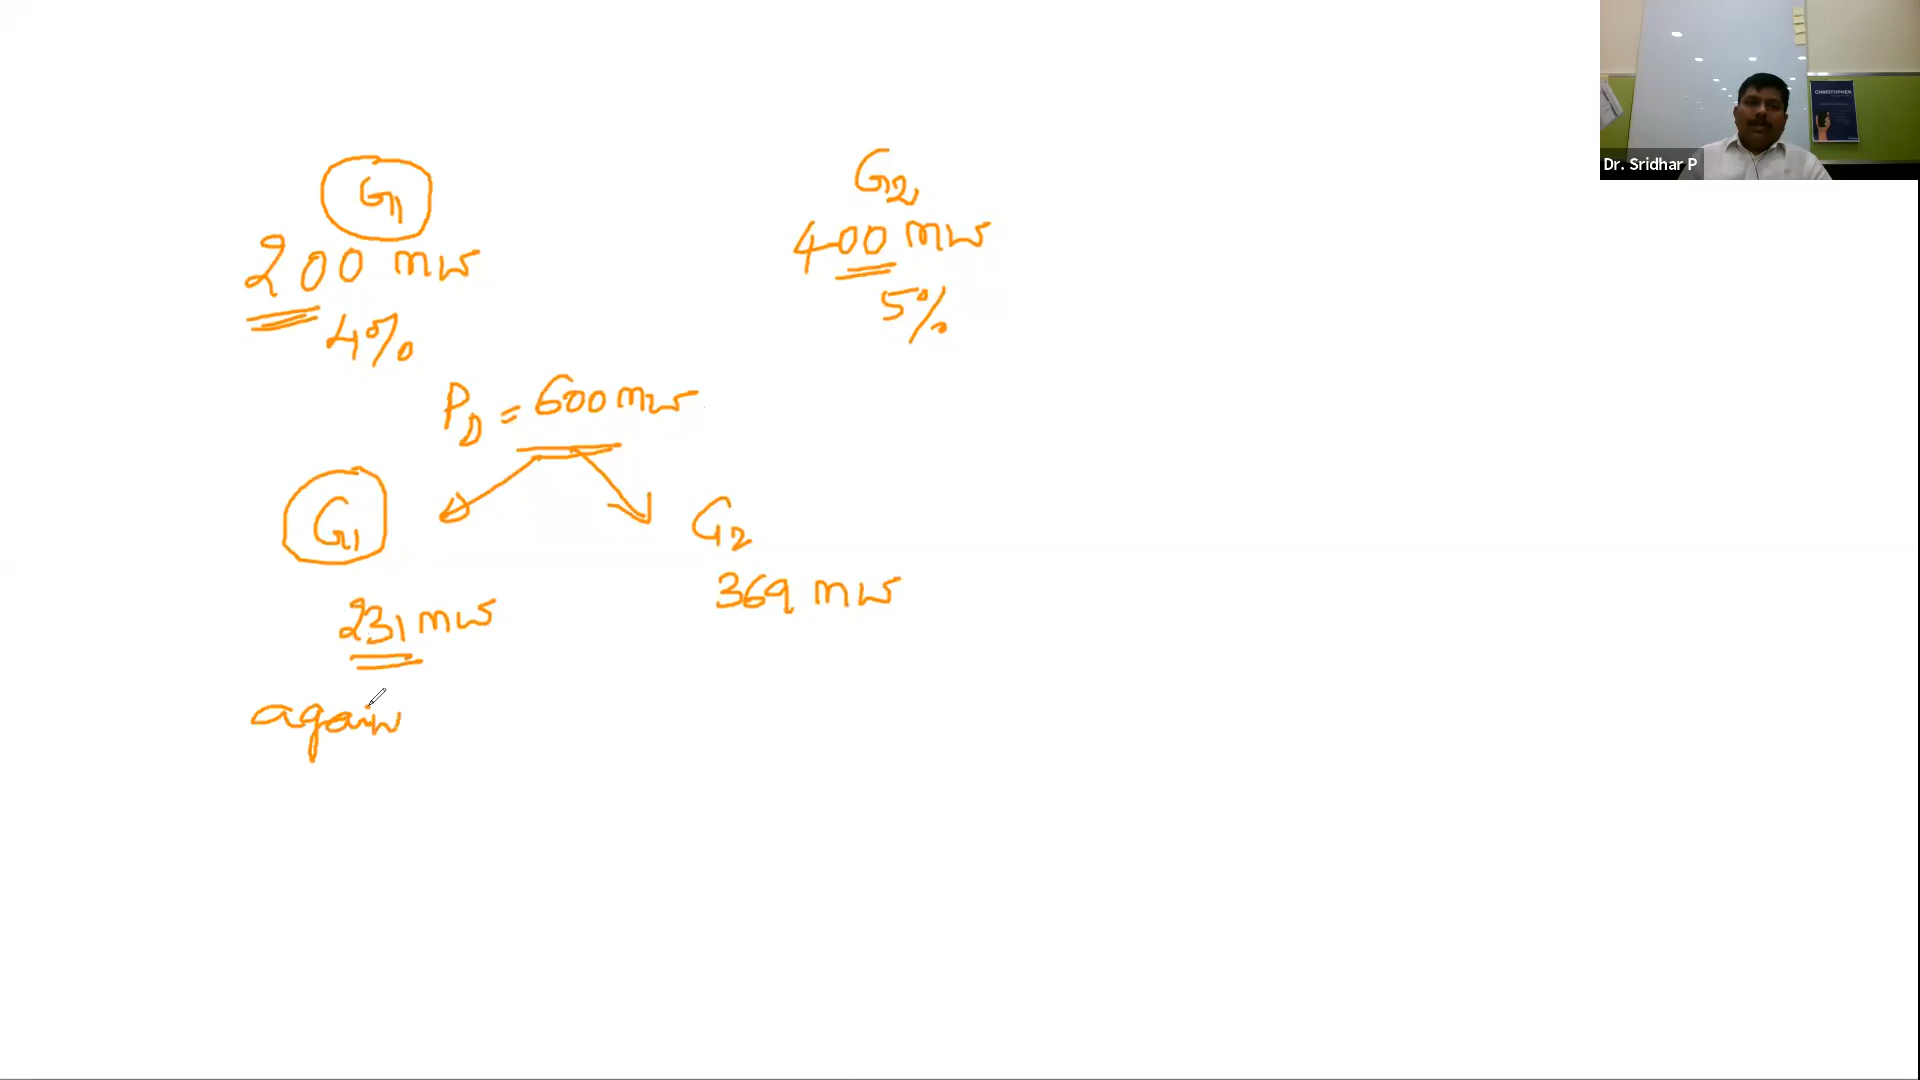 G1
200 mw
4%
G2
400 mw
5%
PD = 600 mw
G1
G2
231 mw
369 mw
again
CHRISTOPHER
Dr. Sridhar P